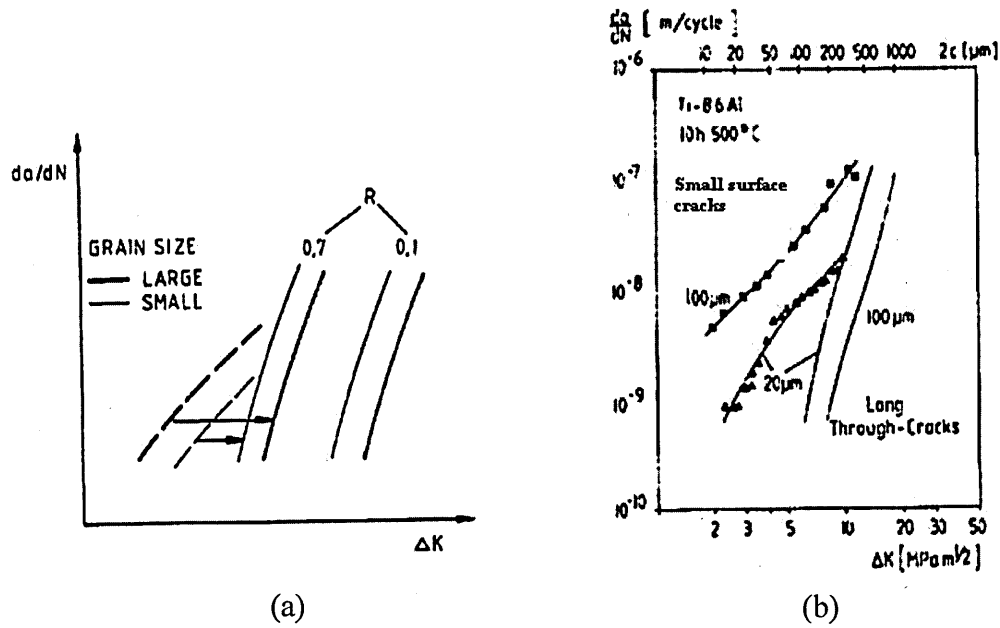 da/dN
GRAIN SIZE
LARGE
SMALL
R
0,7
0,1
ΔK
(a)
da/dN [ m/cycle ]
10 20 50 100 200 500 1000 2c [μm]
10^-6
Ti-8.6Al
10h 500°C
10^-7
Small surface
cracks
10^-8
100μm
100μm
20μm
10^-9
Long
Through-Cracks
10^-10
2 3 5 10 20 30 50
ΔK [MPam^1/2]
(b)